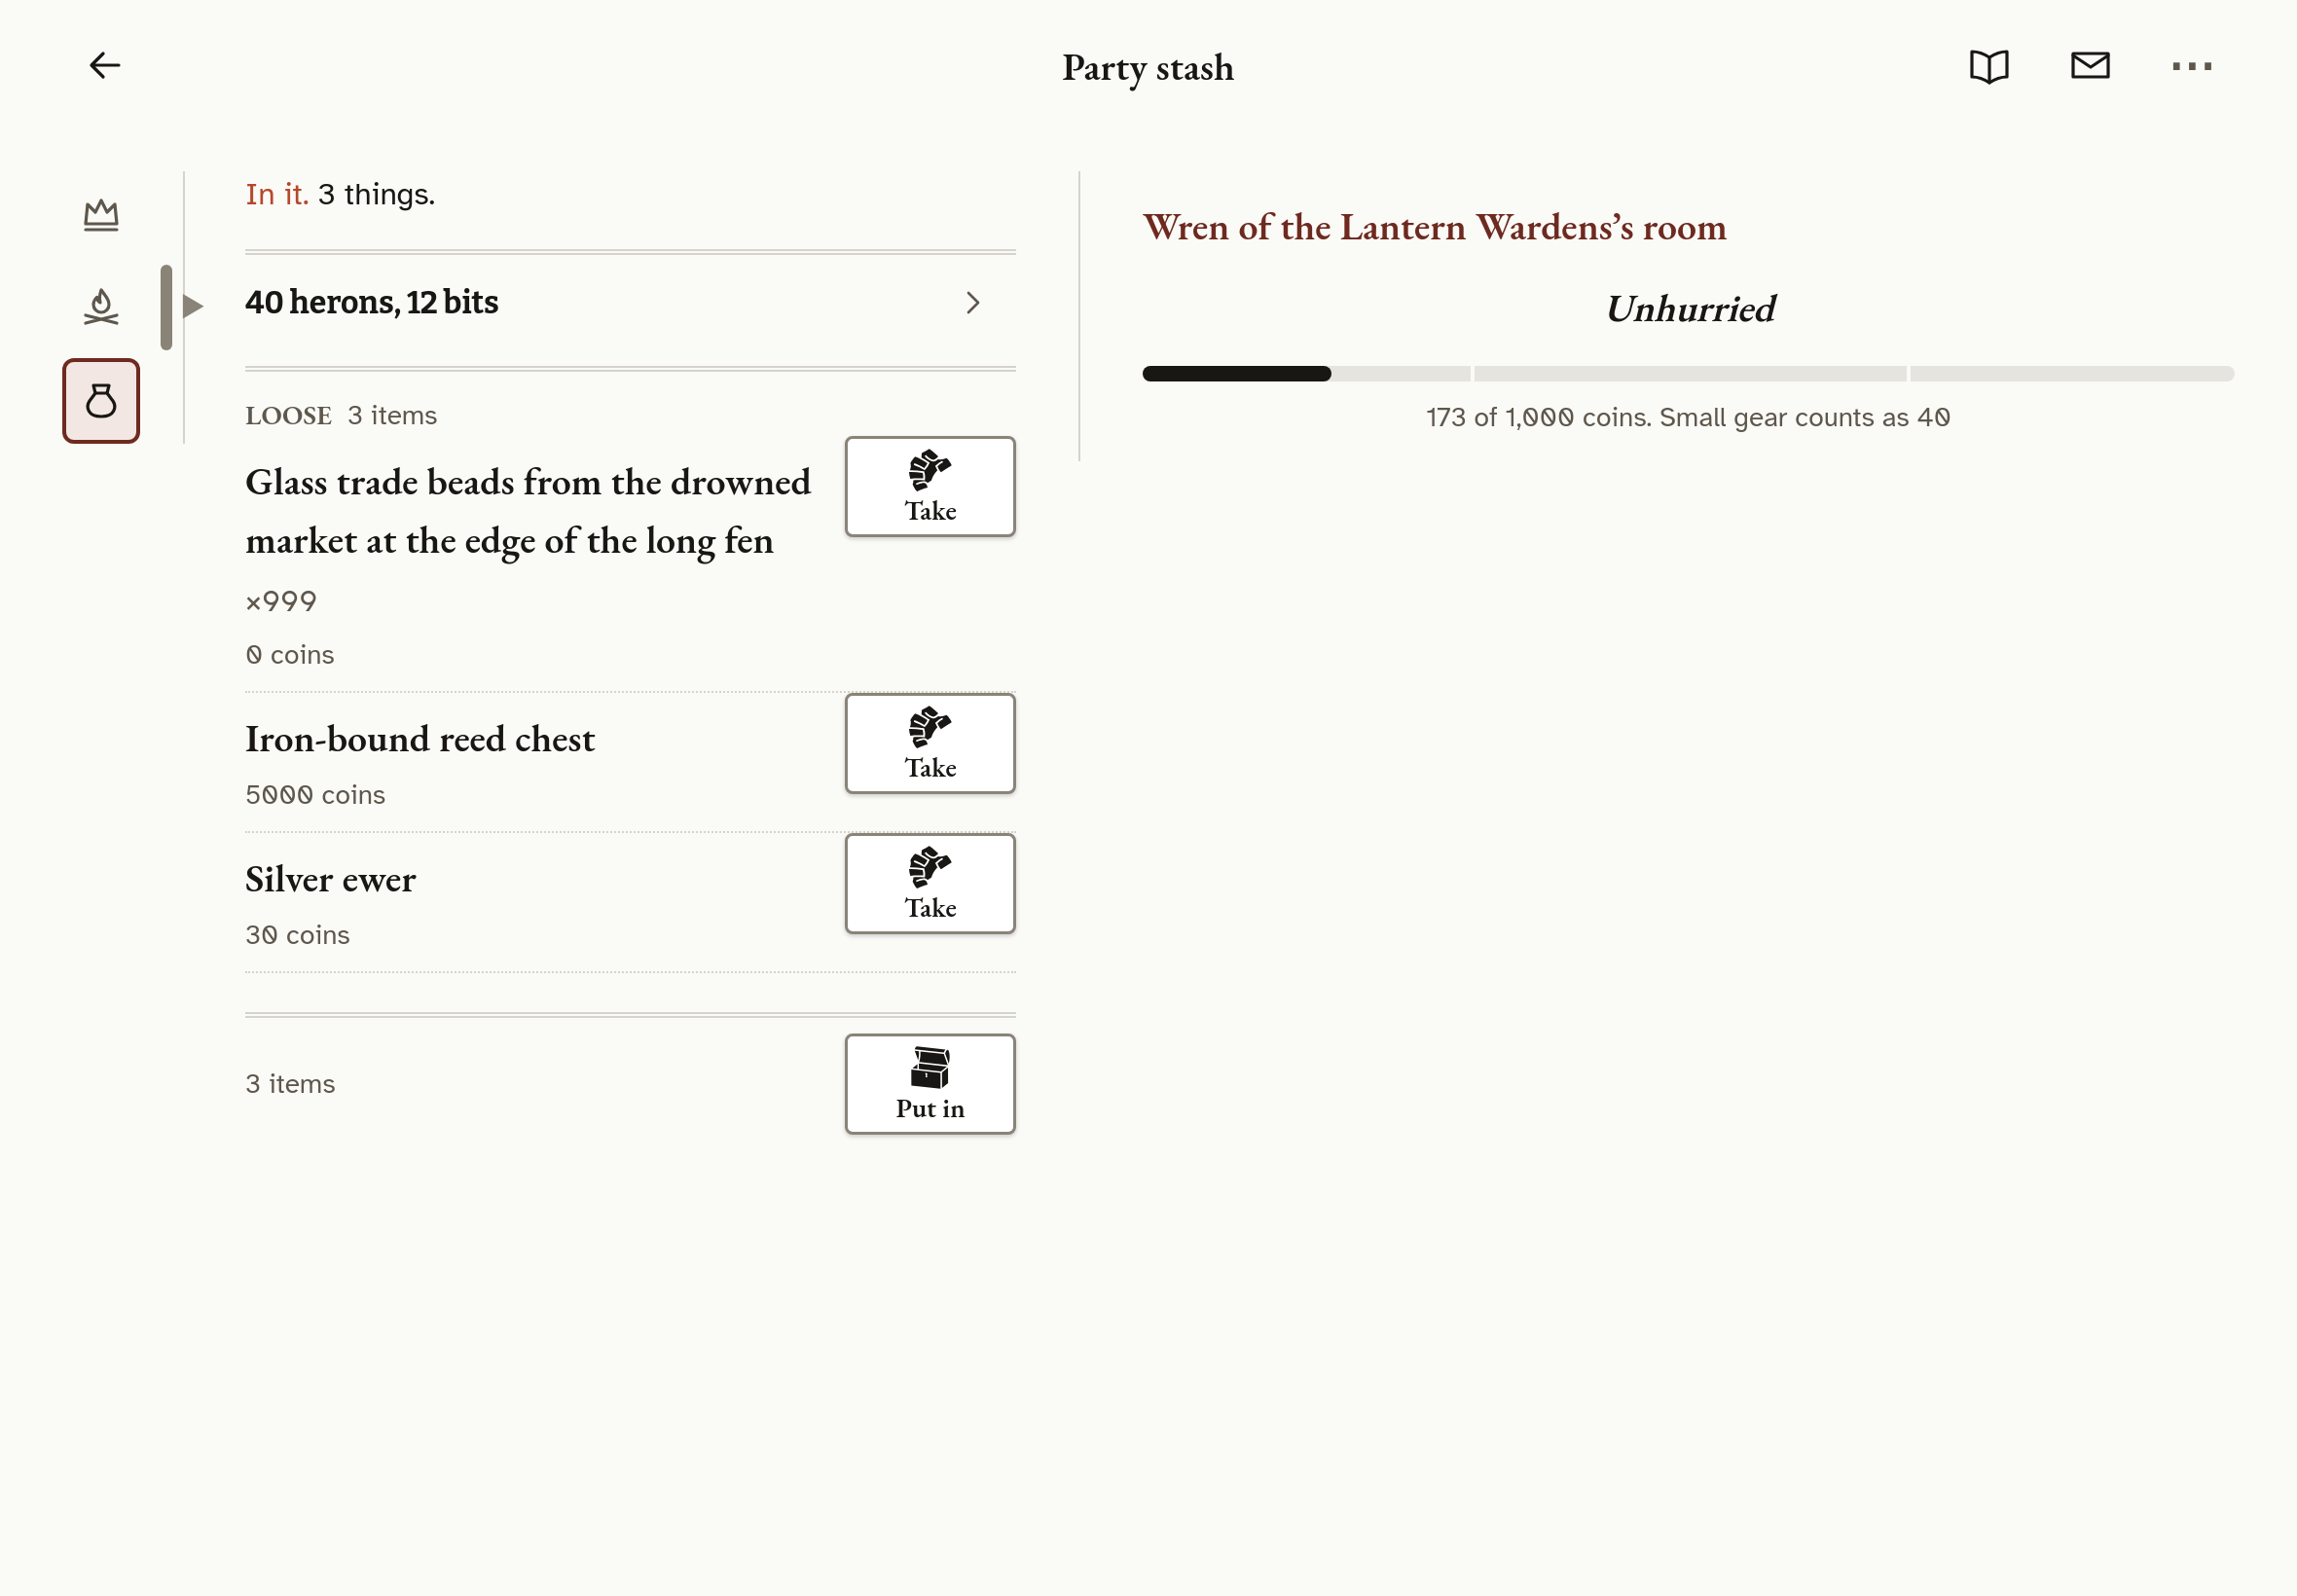 Party stash
In it. 3 things.
40 herons, 12 bits
LOOSE 3 items
Glass trade beads from the drowned
market at the edge of the long fen
×999
0 coins
Take
Iron-bound reed chest
5000 coins
Take
Silver ewer
30 coins
Take
3 items
Put in
Wren of the Lantern Wardens’s room
Unhurried
173 of 1,000 coins. Small gear counts as 40